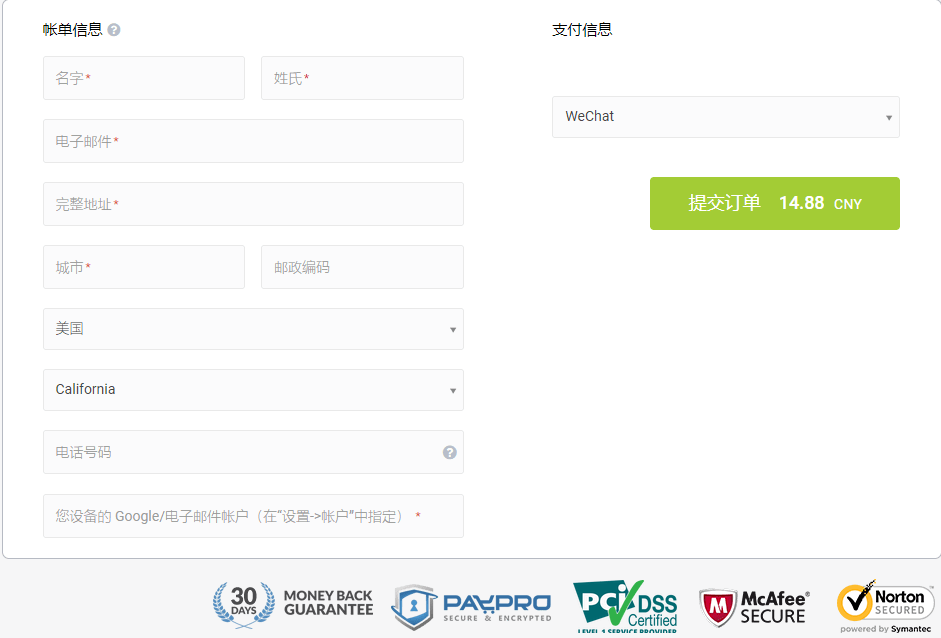 帐单信息 ?
名字*
姓氏*
电子邮件*
完整地址*
城市*
邮政编码
美国
California
电话号码 ?
您设备的 Google/电子邮件帐户（在“设置->帐户”中指定） *
支付信息
WeChat
提交订单 14.88 CNY
30 DAYS
MONEY BACK
GUARANTEE
PAYPRO
SECURE & ENCRYPTED
PCI DSS
Certified
LEVEL 1 SERVICE PROVIDER
McAfee®
SECURE
Norton™
SECURED
powered by Symantec